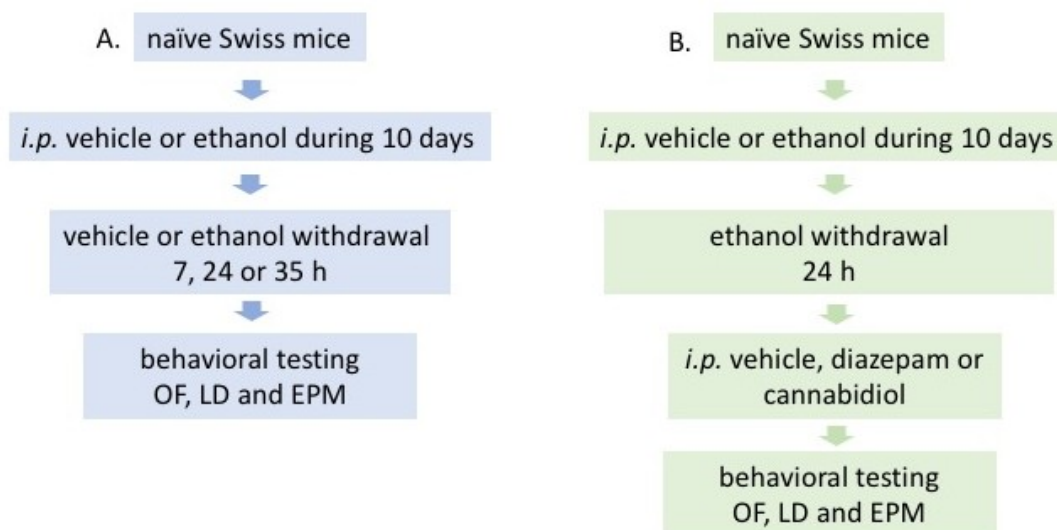 A. naïve Swiss mice
i.p. vehicle or ethanol during 10 days
vehicle or ethanol withdrawal
7, 24 or 35 h
behavioral testing
OF, LD and EPM
B. naïve Swiss mice
i.p. vehicle or ethanol during 10 days
ethanol withdrawal
24 h
i.p. vehicle, diazepam or
cannabidiol
behavioral testing
OF, LD and EPM